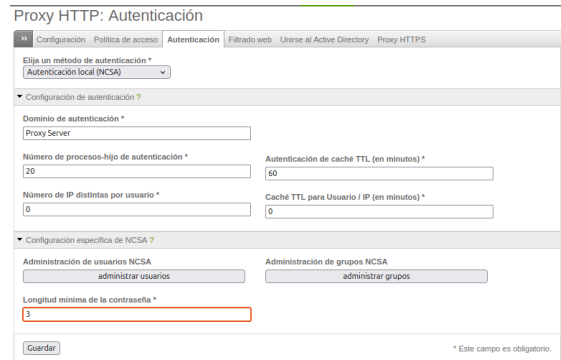 Proxy HTTP: Autenticación
>> Configuración Política de acceso Autenticación Filtrado web Unirse al Active Directory Proxy HTTPS
Elija un método de autenticación *
Autenticación local (NCSA)
Configuración de autenticación ?
Dominio de autenticación *
Proxy Server
Número de procesos-hijo de autenticación * Autenticación de caché TTL (en minutos) *
20 60
Número de IP distintas por usuario * Caché TTL para Usuario / IP (en minutos) *
0 0
Configuración específica de NCSA ?
Administración de usuarios NCSA Administración de grupos NCSA
administrar usuarios administrar grupos
Longitud mínima de la contraseña *
3
Guardar * Este campo es obligatorio.